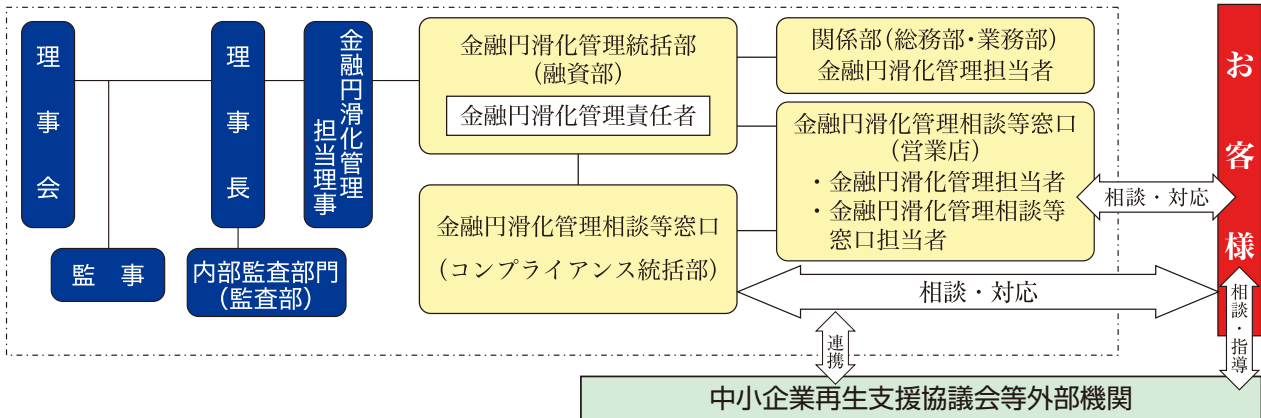 理事会
理事長
金融円滑化管理
担当理事
監 事
内部監査部門
(監査部)
金融円滑化管理統括部
(融資部)
金融円滑化管理責任者
金融円滑化管理相談等窓口
(コンプライアンス統括部)
関係部(総務部・業務部)
金融円滑化管理担当者
金融円滑化管理相談等窓口
(営業店)
・金融円滑化管理担当者
・金融円滑化管理相談等
窓口担当者
相談・対応
相談・対応
連携
お客様
相談・指導
中小企業再生支援協議会等外部機関